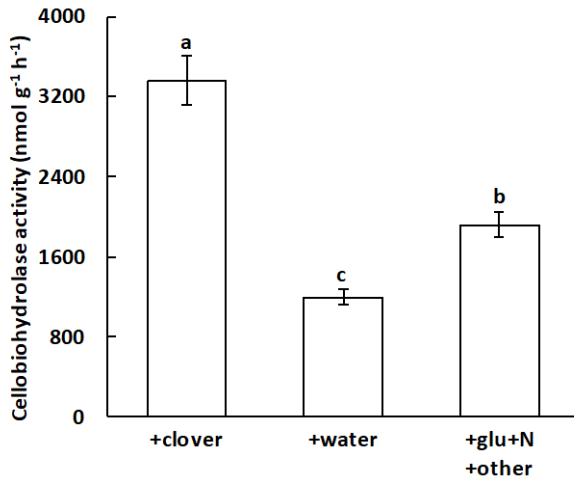 Cellobiohydrolase activity (nmol g⁻¹ h⁻¹)
4000
3200
2400
1600
800
0
a
c
b
+clover
+water
+glu+N
+other